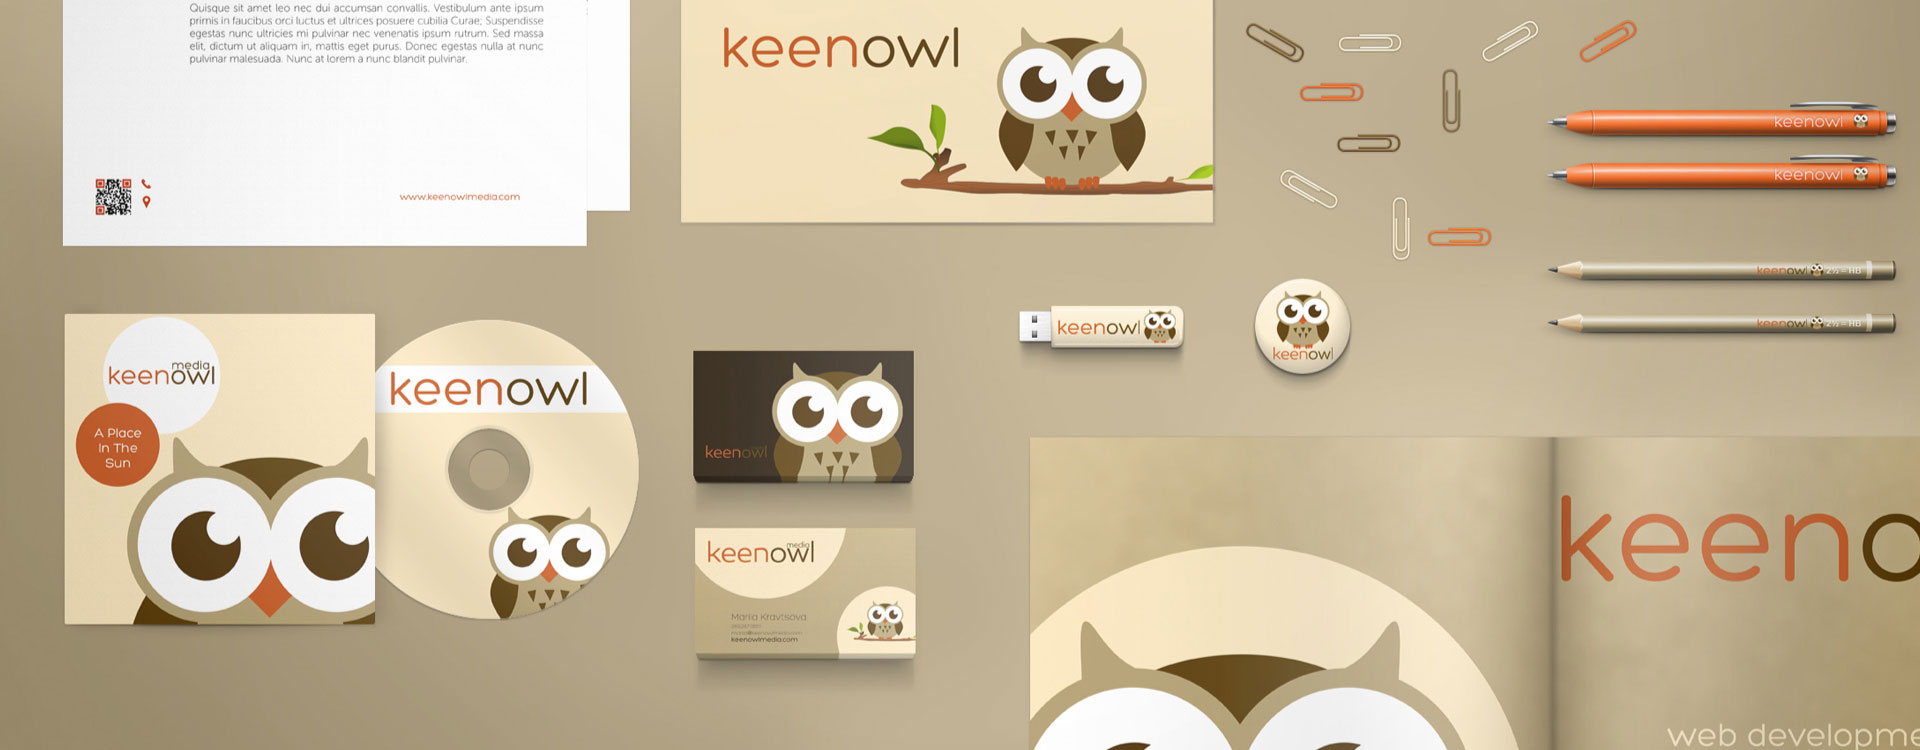 Quisque sit amet leo nec dui accumsan convallis. Vestibulum ante ipsum
primis in faucibus orci luctus et ultrices posuere cubilia Curae; Suspendisse
egestas nunc ultricies mi pulvinar nec venenatis ipsum rutrum. Sed massa
elit, dictum ut aliquam in, mattis eget purus. Donec egestas nulla at nunc
pulvinar malesuada. Nunc at lorem a nunc blandit pulvinar.
www.keenowlmedia.com
keenowl
keenowl
keenowl
keenowl 2½ = HB
keenowl 2½ = HB
keenowl
keenowl
media
keenowl
A Place
In The
Sun
keenowl
keenowl
media
keenowl
Mariia Kravtsova
maria@keenowlmedia.com
keenowlmedia.com
keeno
web developme